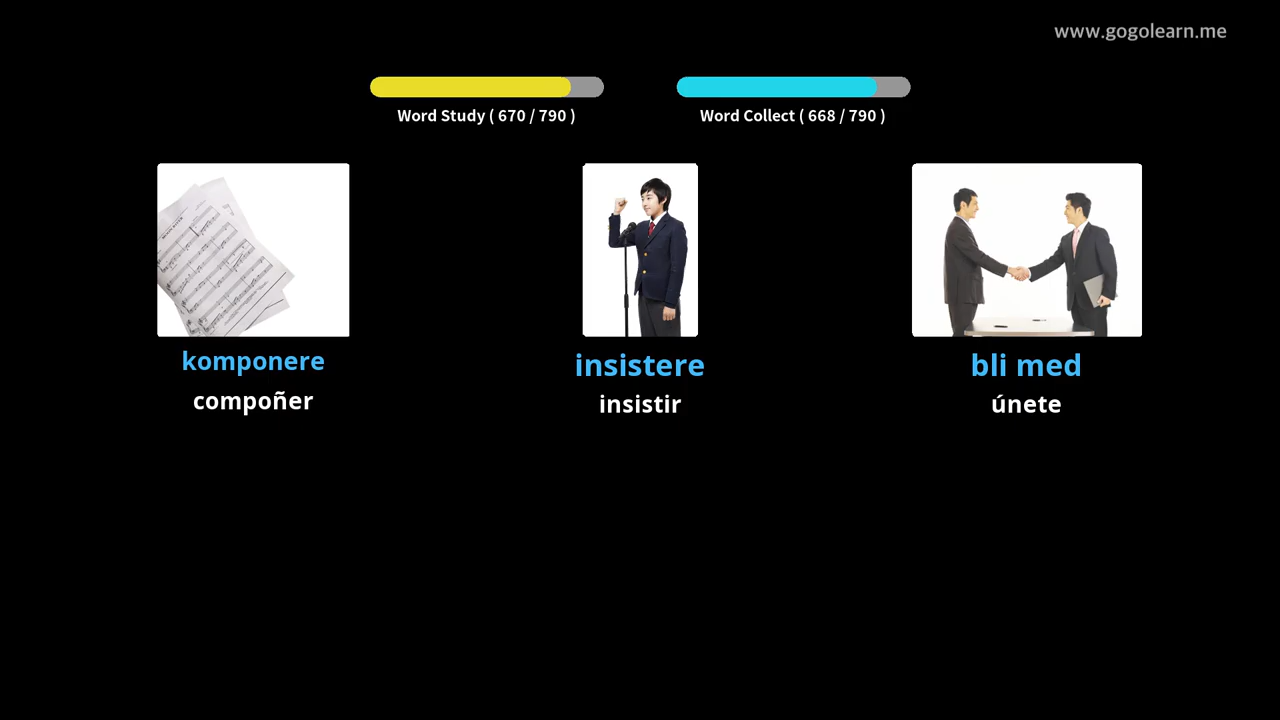 www.gogolearn.me
Word Study ( 670 / 790 )
Word Collect ( 668 / 790 )
komponere
insistere
bli med
compoñer
insistir
únete